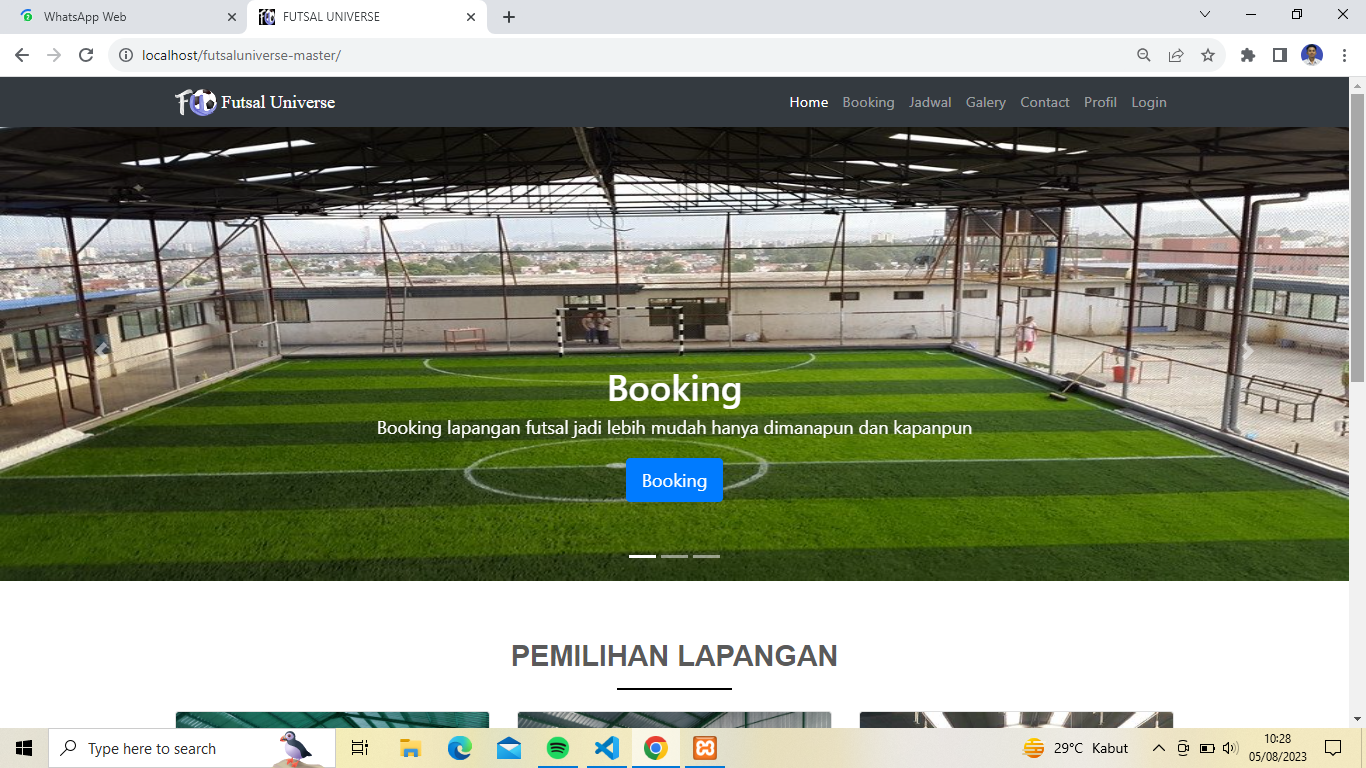 WhatsApp Web
FUTSAL UNIVERSE
localhost/futsaluniverse-master/
Futsal Universe
Home Booking Jadwal Galery Contact Profil Login
Booking
Booking lapangan futsal jadi lebih mudah hanya dimanapun dan kapanpun
Booking
PEMILIHAN LAPANGAN
Type here to search
29°C Kabut
10:28
05/08/2023